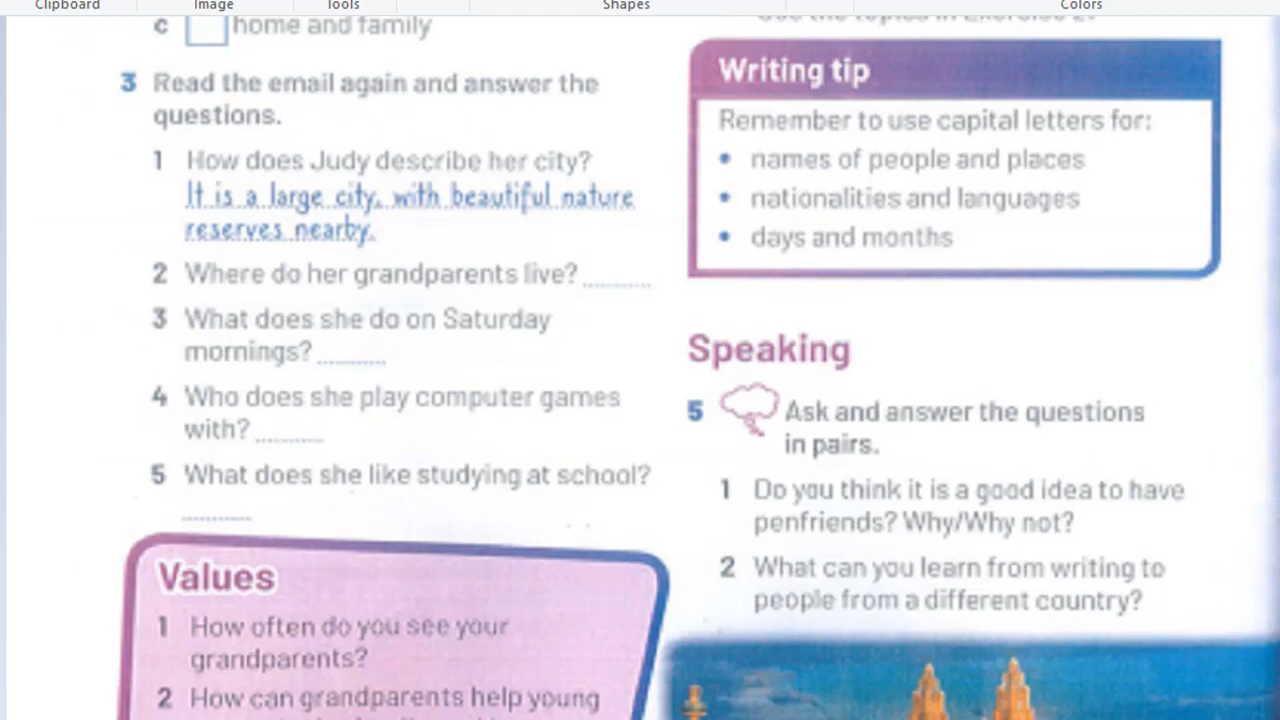 Clipboard
Image
Tools
Shapes
Colors
c home and family
3 Read the email again and answer the
questions.
1 How does Judy describe her city?
It is a large city, with beautiful nature
reserves nearby.
2 Where do her grandparents live?
3 What does she do on Saturday
mornings?
4 Who does she play computer games
with?
5 What does she like studying at school?
Values
1 How often do you see your
grandparents?
2 How can grandparents help young
Writing tip
Remember to use capital letters for:
• names of people and places
• nationalities and languages
• days and months
Speaking
5 Ask and answer the questions
in pairs.
1 Do you think it is a good idea to have
penfriends? Why/Why not?
2 What can you learn from writing to
people from a different country?